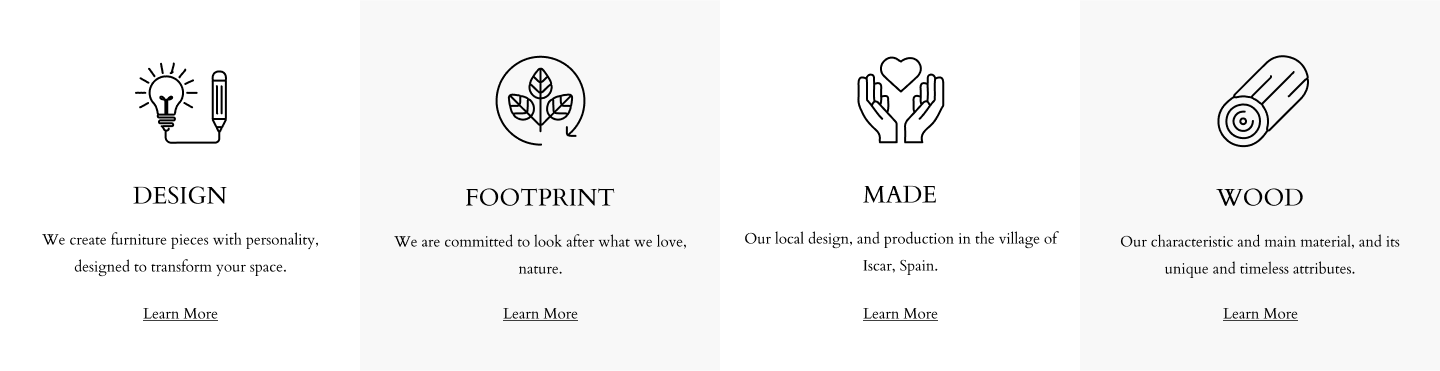 DESIGN
We create furniture pieces with personality,
designed to transform your space.
Learn More
FOOTPRINT
We are committed to look after what we love,
nature.
Learn More
MADE
Our local design, and production in the village of
Iscar, Spain.
Learn More
WOOD
Our characteristic and main material, and its
unique and timeless attributes.
Learn More